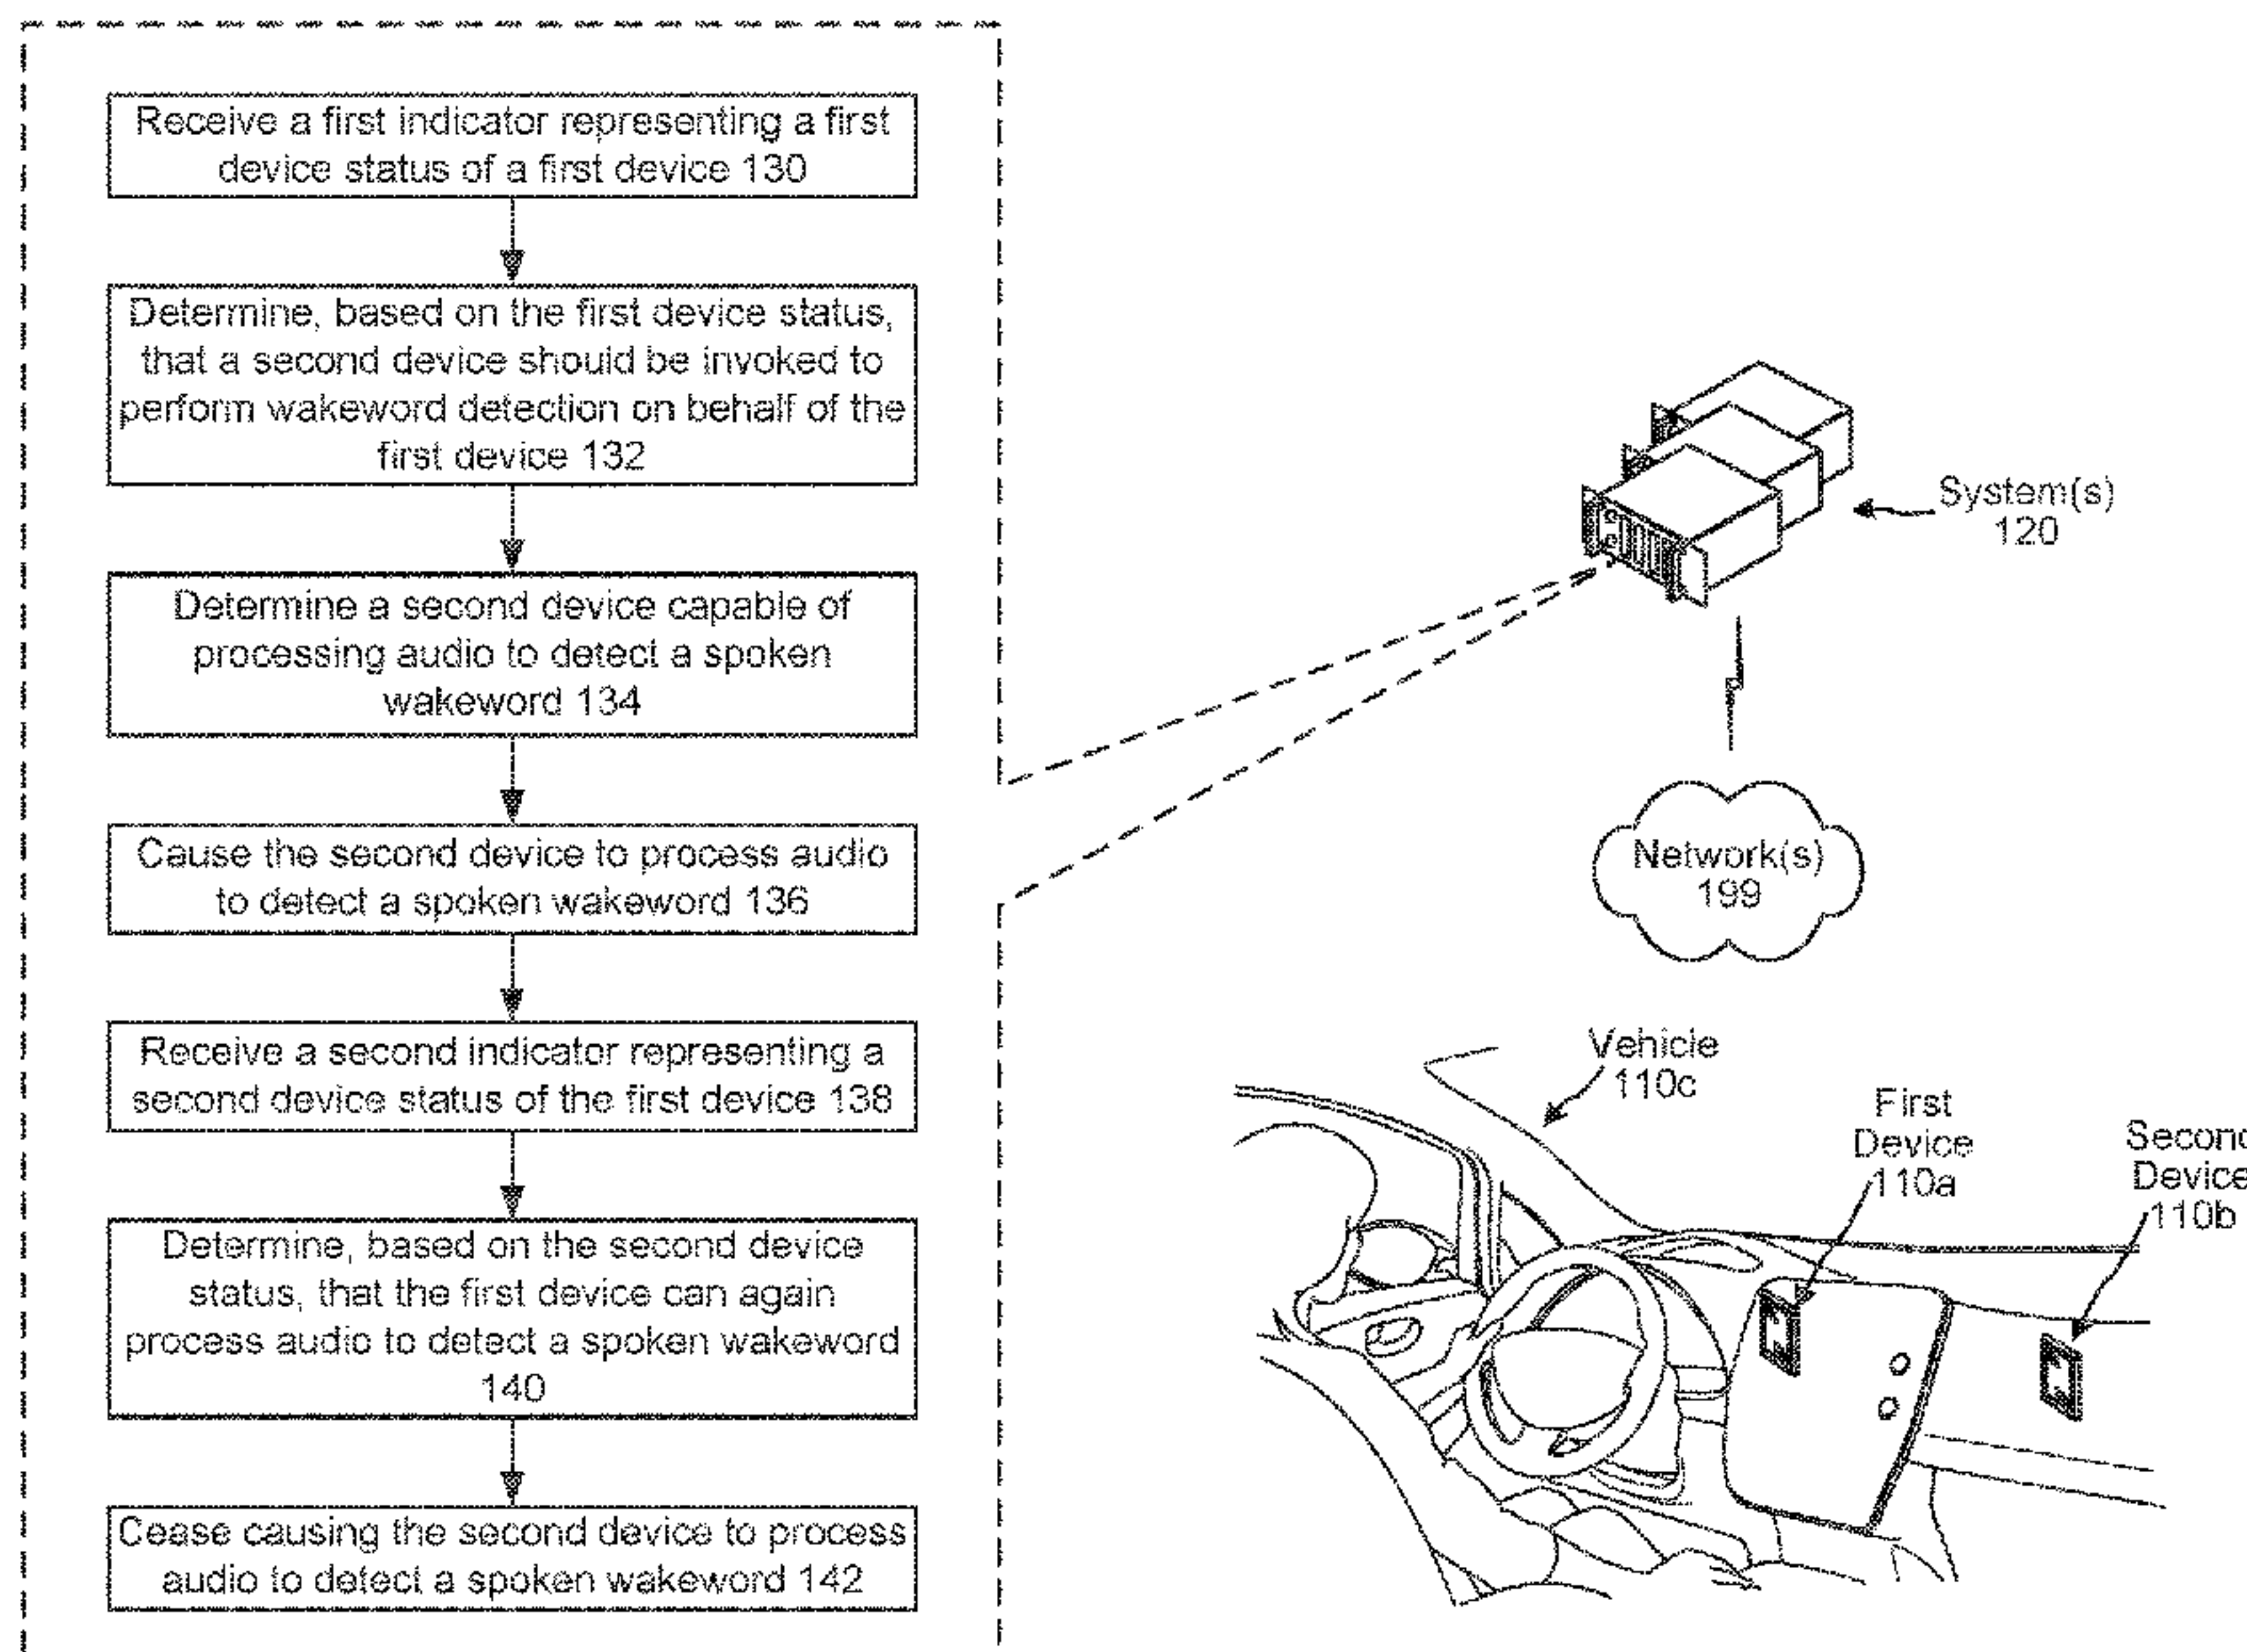 Receive a first indicator representing a first
device status of a first device 130
Determine, based on the first device status,
that a second device should be invoked to
perform wakeword detection on behalf of the
first device 132
Determine a second device capable of
processing audio to detect a spoken
wakeword 134
Cause the second device to process audio
to detect a spoken wakeword 136
Receive a second indicator representing a
second device status of the first device 138
Determine, based on the second device
status, that the first device can again
process audio to detect a spoken wakeword
140
Cease causing the second device to process
audio to detect a spoken wakeword 142
System(s)
120
Network(s)
199
Vehicle
110c
First
Device
110a
Second
Device
110b